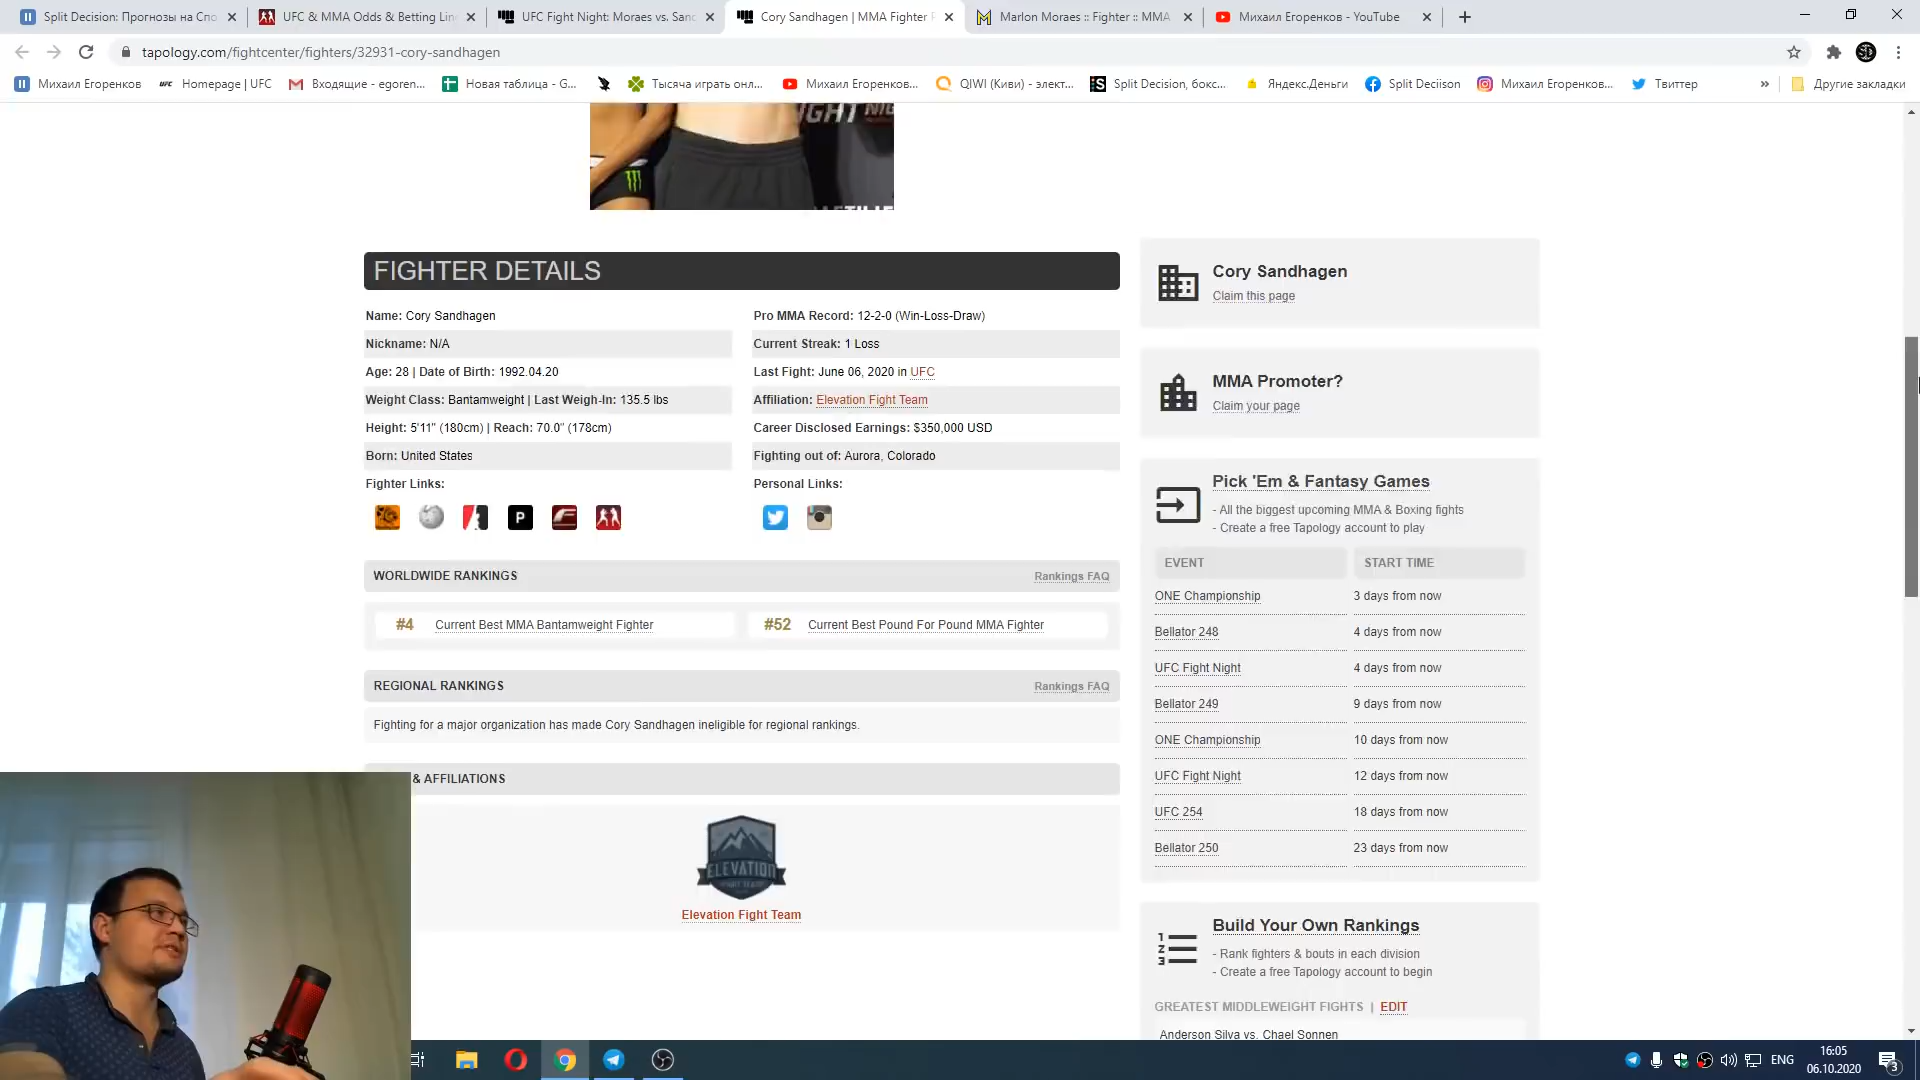 Split Decision: Прогнозы на Спо
UFC & MMA Odds & Betting Lin
UFC Fight Night: Moraes vs. Sanc
Cory Sandhagen | MMA Fighter P
Marlon Moraes :: Fighter :: MMA
Михаил Егоренков - YouTube
tapology.com/fightcenter/fighters/32931-cory-sandhagen
Михаил Егоренков
UFC
Homepage | UFC
Входящие - egoren...
Новая таблица - G...
Тысяча играть онл...
Михаил Егоренков...
QIWI (Киви) - элект...
Split Decision, бокс...
Яндекс.Деньги
Split Deciison
Михаил Егоренков...
Твиттер
»
Другие закладки
FIGHTER DETAILS
Name: Cory Sandhagen
Pro MMA Record: 12-2-0 (Win-Loss-Draw)
Nickname: N/A
Current Streak: 1 Loss
Age: 28 | Date of Birth: 1992.04.20
Last Fight: June 06, 2020 in UFC
Weight Class: Bantamweight | Last Weigh-In: 135.5 lbs
Affiliation: Elevation Fight Team
Height: 5'11" (180cm) | Reach: 70.0" (178cm)
Career Disclosed Earnings: $350,000 USD
Born: United States
Fighting out of: Aurora, Colorado
Fighter Links:
Personal Links:
P
WORLDWIDE RANKINGS
Rankings FAQ
#4 Current Best MMA Bantamweight Fighter
#52 Current Best Pound For Pound MMA Fighter
REGIONAL RANKINGS
Rankings FAQ
Fighting for a major organization has made Cory Sandhagen ineligible for regional rankings.
& AFFILIATIONS
ELEVATION
FIGHT TEAM
Elevation Fight Team
Cory Sandhagen
Claim this page
MMA Promoter?
Claim your page
Pick 'Em & Fantasy Games
- All the biggest upcoming MMA & Boxing fights
- Create a free Tapology account to play
EVENT START TIME
ONE Championship 3 days from now
Bellator 248 4 days from now
UFC Fight Night 4 days from now
Bellator 249 9 days from now
ONE Championship 10 days from now
UFC Fight Night 12 days from now
UFC 254 18 days from now
Bellator 250 23 days from now
Build Your Own Rankings
- Rank fighters & bouts in each division
- Create a free Tapology account to begin
GREATEST MIDDLEWEIGHT FIGHTS | EDIT
Anderson Silva vs. Chael Sonnen
ENG
16:05
06.10.2020
3